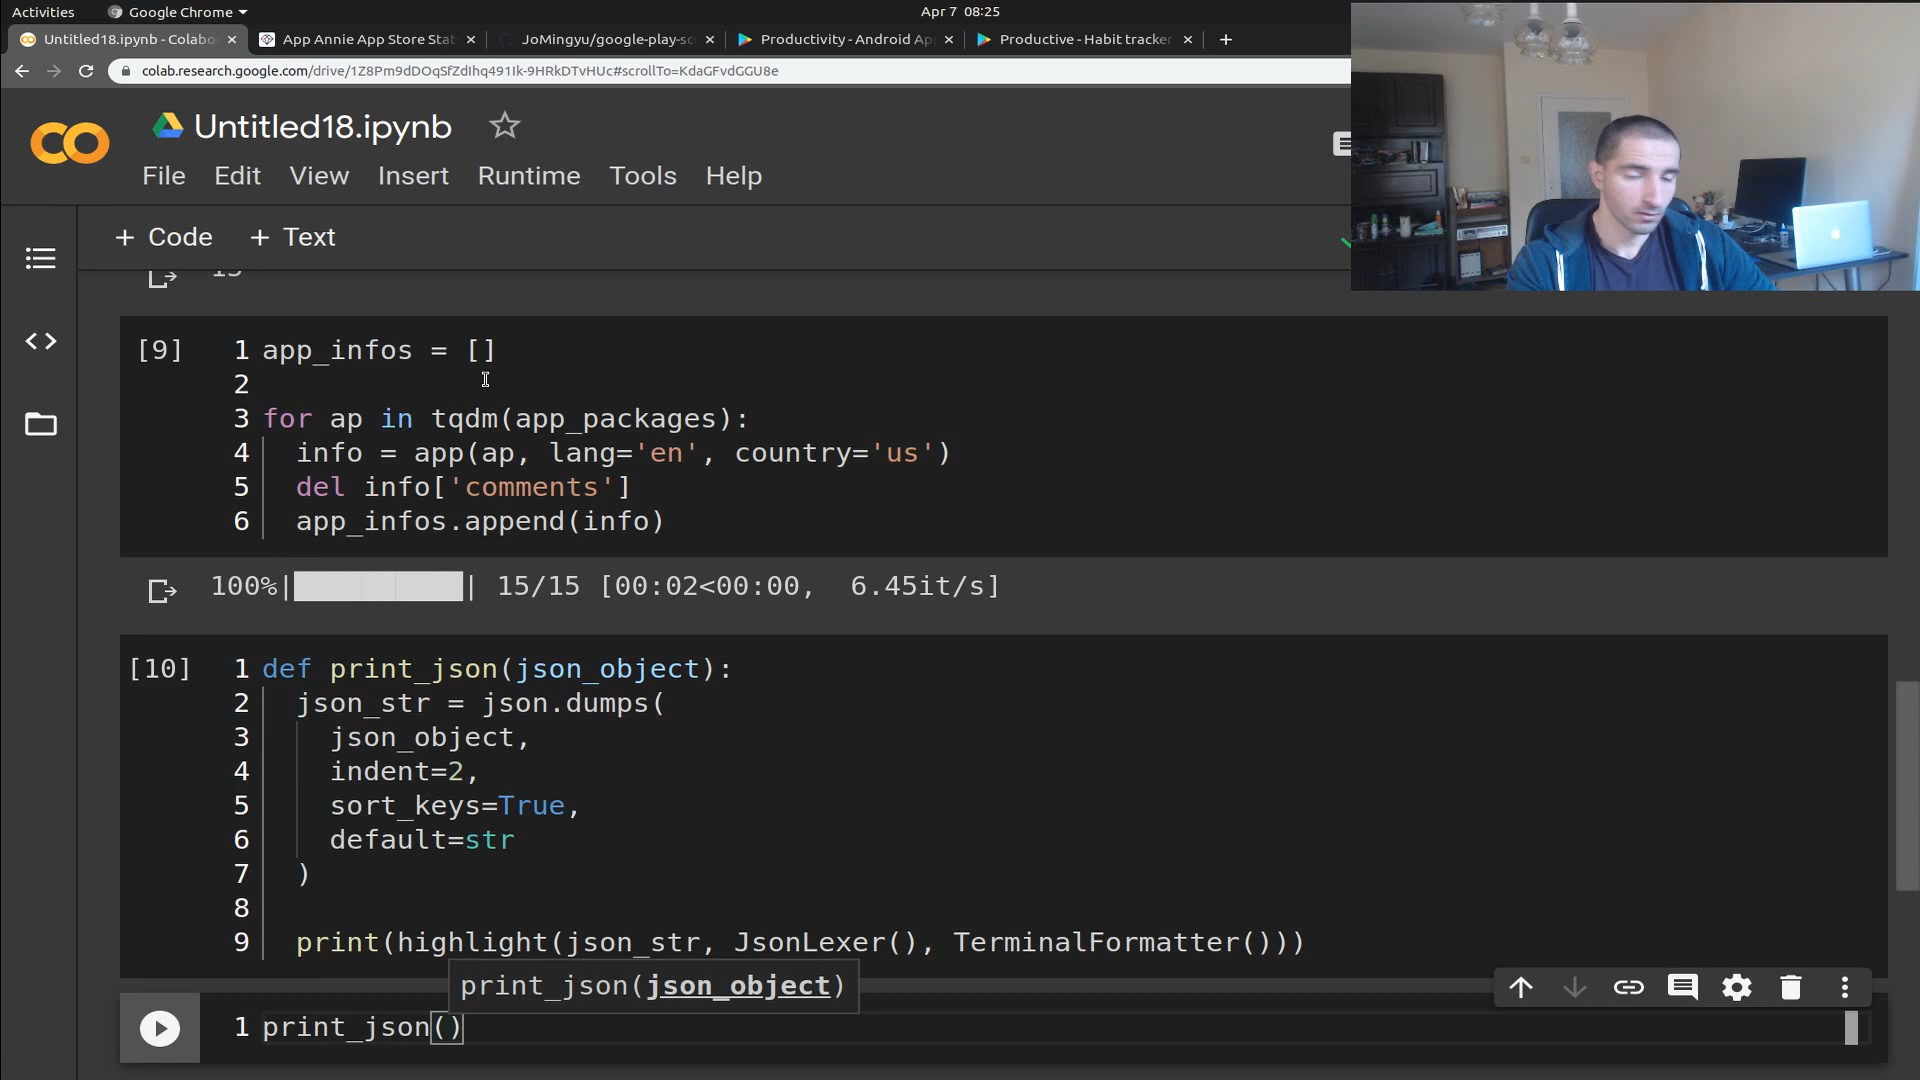 Activities Google Chrome Apr 7 08:25
Untitled18.ipynb - Colabo App Annie App Store Stat JoMingyu/google-play-sc Productivity - Android Ap Productive - Habit tracker
colab.research.google.com/drive/1Z8Pm9dDOqSfZdIhq491Ik-9HRkDTvHUc#scrollTo=KdaGFvdGGU8e
Untitled18.ipynb
File Edit View Insert Runtime Tools Help
+ Code + Text
15
[9] 1 app_infos = []
2
3 for ap in tqdm(app_packages):
4 info = app(ap, lang='en', country='us')
5 del info['comments']
6 app_infos.append(info)
100%| | 15/15 [00:02<00:00, 6.45it/s]
[10] 1 def print_json(json_object):
2 json_str = json.dumps(
3 json_object,
4 indent=2,
5 sort_keys=True,
6 default=str
7 )
8
9 print(highlight(json_str, JsonLexer(), TerminalFormatter()))
print_json(json_object)
1 print_json()